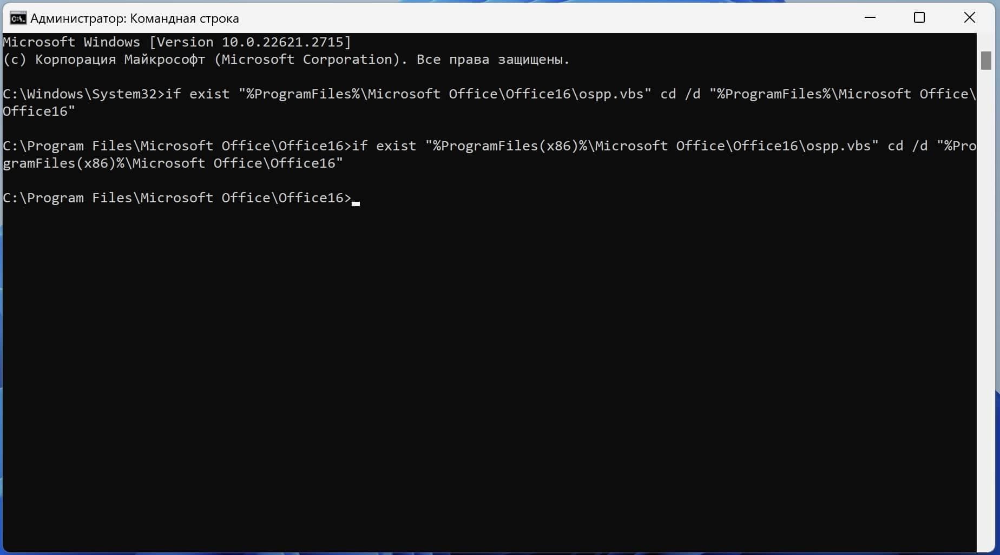 Администратор: Командная строка
Microsoft Windows [Version 10.0.22621.2715]
(c) Корпорация Майкрософт (Microsoft Corporation). Все права защищены.
C:\Windows\System32>if exist "%ProgramFiles%\Microsoft Office\Office16\ospp.vbs" cd /d "%ProgramFiles%\Microsoft Office\
Office16"
C:\Program Files\Microsoft Office\Office16>if exist "%ProgramFiles(x86)%\Microsoft Office\Office16\ospp.vbs" cd /d "%Pro
gramFiles(x86)%\Microsoft Office\Office16"
C:\Program Files\Microsoft Office\Office16>